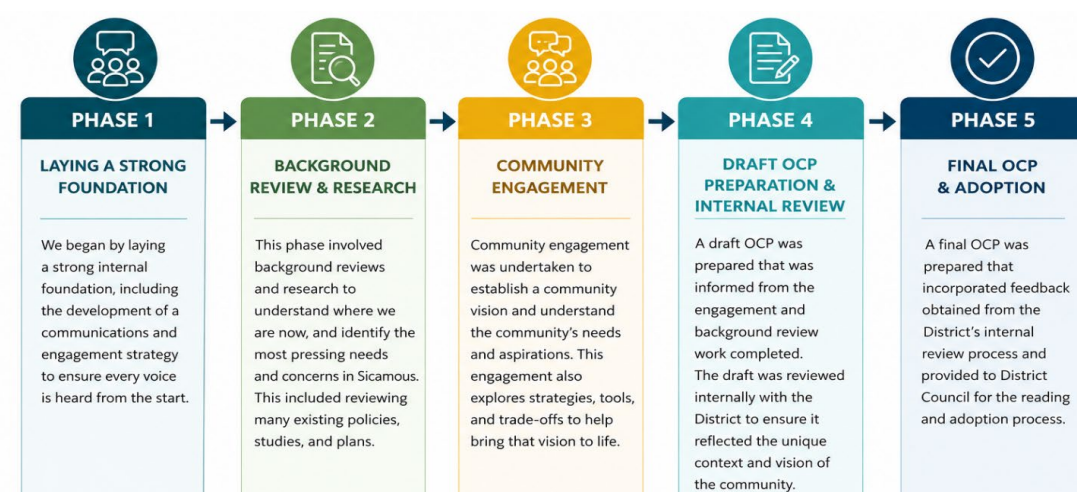 PHASE 1
LAYING A STRONG
FOUNDATION
We began by laying
a strong internal
foundation, including
the development of a
communications and
engagement strategy
to ensure every voice
is heard from the start.
PHASE 2
BACKGROUND
REVIEW & RESEARCH
This phase involved
background reviews
and research to
understand where we
are now, and identify the
most pressing needs
and concerns in Sicamous.
This included reviewing
many existing policies,
studies, and plans.
PHASE 3
COMMUNITY
ENGAGEMENT
Community engagement
was undertaken to
establish a community
vision and understand
the community’s needs
and aspirations. This
engagement also
explores strategies, tools,
and trade-offs to help
bring that vision to life.
PHASE 4
DRAFT OCP
PREPARATION &
INTERNAL REVIEW
A draft OCP was
prepared that was
informed from the
engagement and
background review
work completed.
The draft was reviewed
internally with the
District to ensure it
reflected the unique
context and vision of
the community.
PHASE 5
FINAL OCP
& ADOPTION
A final OCP was
prepared that
incorporated feedback
obtained from the
District’s internal
review process and
provided to District
Council for the reading
and adoption process.